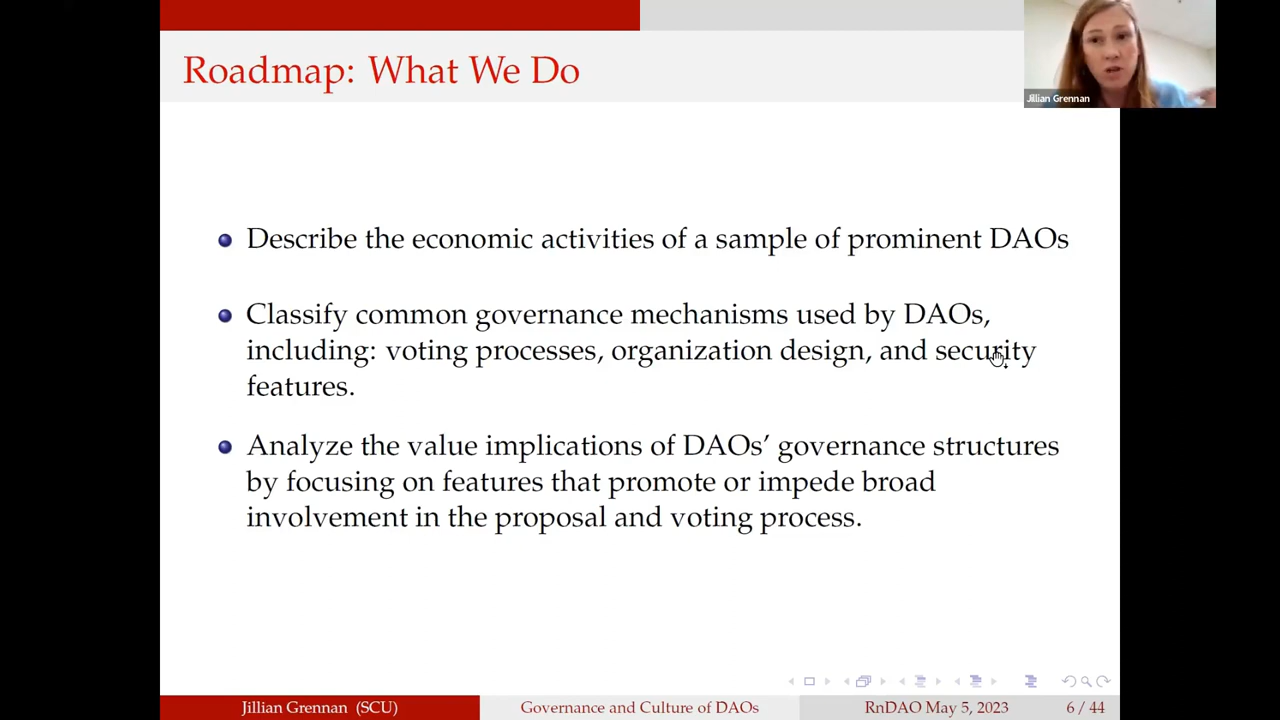 Roadmap: What We Do
Jillian Grennan
Describe the economic activities of a sample of prominent DAOs
Classify common governance mechanisms used by DAOs,
including: voting processes, organization design, and security
features.
Analyze the value implications of DAOs’ governance structures
by focusing on features that promote or impede broad
involvement in the proposal and voting process.
Jillian Grennan (SCU)
Governance and Culture of DAOs
RnDAO May 5, 2023
6 / 44